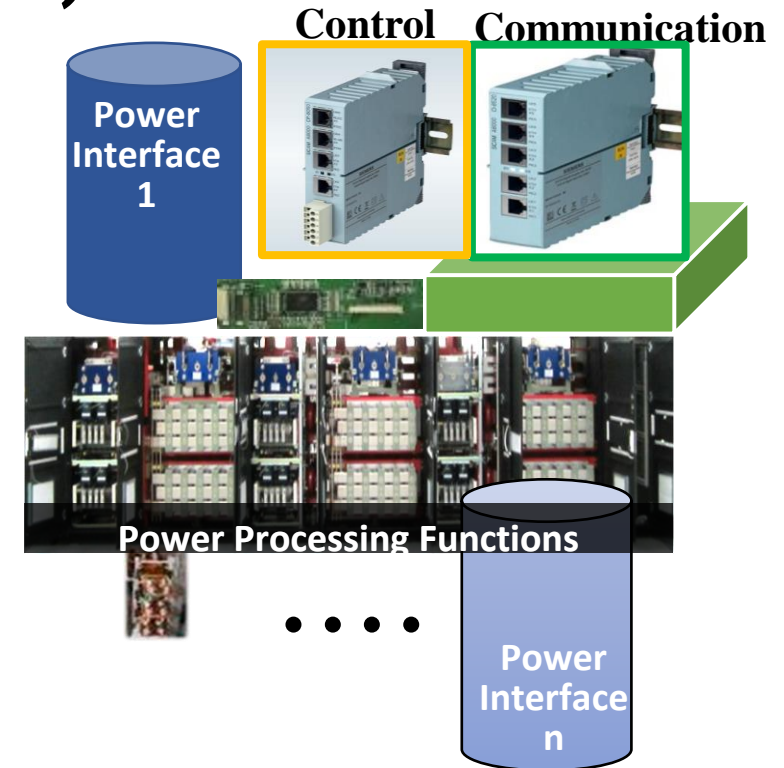 Control Communication
Power
Interface
1
Power Processing Functions
Power
Interface
n